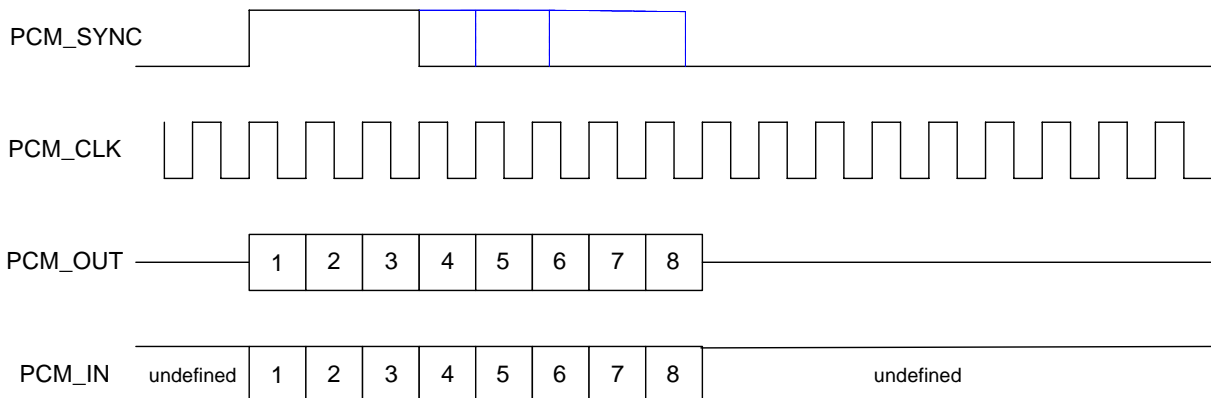 PCM_SYNC
PCM_CLK
PCM_OUT 1 2 3 4 5 6 7 8
PCM_IN undefined 1 2 3 4 5 6 7 8 undefined